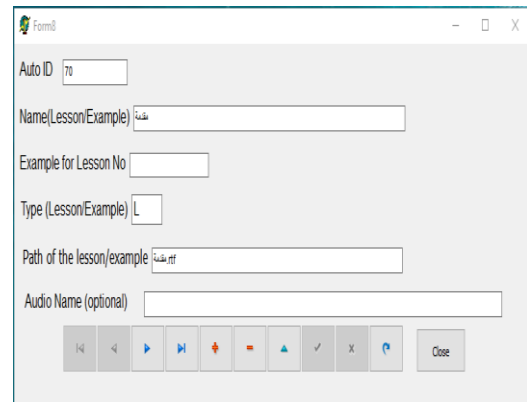 Form8
Auto ID 70
Name(Lesson/Example) مقدمة
Example for Lesson No
Type (Lesson/Example) L
Path of the lesson/example مقدمة.rtf
Audio Name (optional)
Close